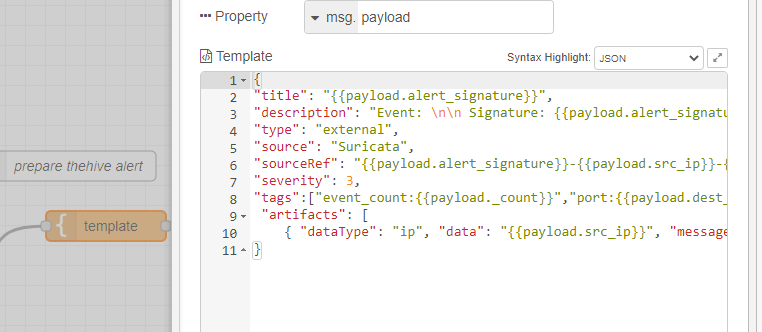 Property
msg. payload
Template
Syntax Highlight: JSON
1 {
2 "title": "{{payload.alert_signature}}",
3 "description": "Event: \n\n Signature: {{payload.alert_signatu
4 "type": "external",
5 "source": "Suricata",
6 "sourceRef": "{{payload.alert_signature}}-{{payload.src_ip}}-{
7 "severity": 3,
8 "tags":["event_count:{{payload._count}}","port:{{payload.dest_
9 "artifacts": [
10 { "dataType": "ip", "data": "{{payload.src_ip}}", "message
11 }
prepare thehive alert
template